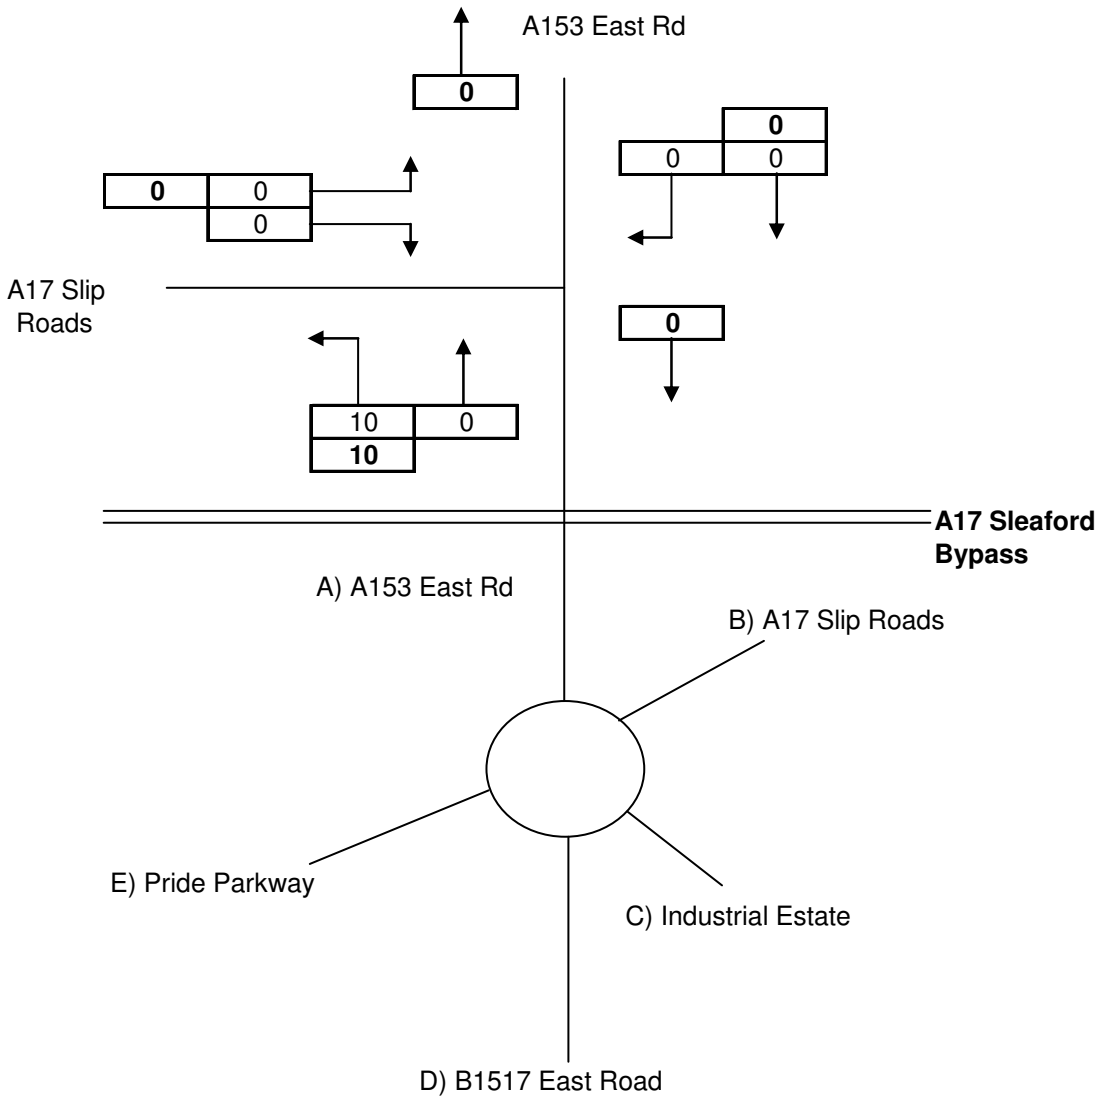 A153 East Rd
0
0
0 0
0 0
0
A17 Slip
Roads
0
10 0
10
A17 Sleaford
Bypass
A) A153 East Rd
B) A17 Slip Roads
E) Pride Parkway
C) Industrial Estate
D) B1517 East Road